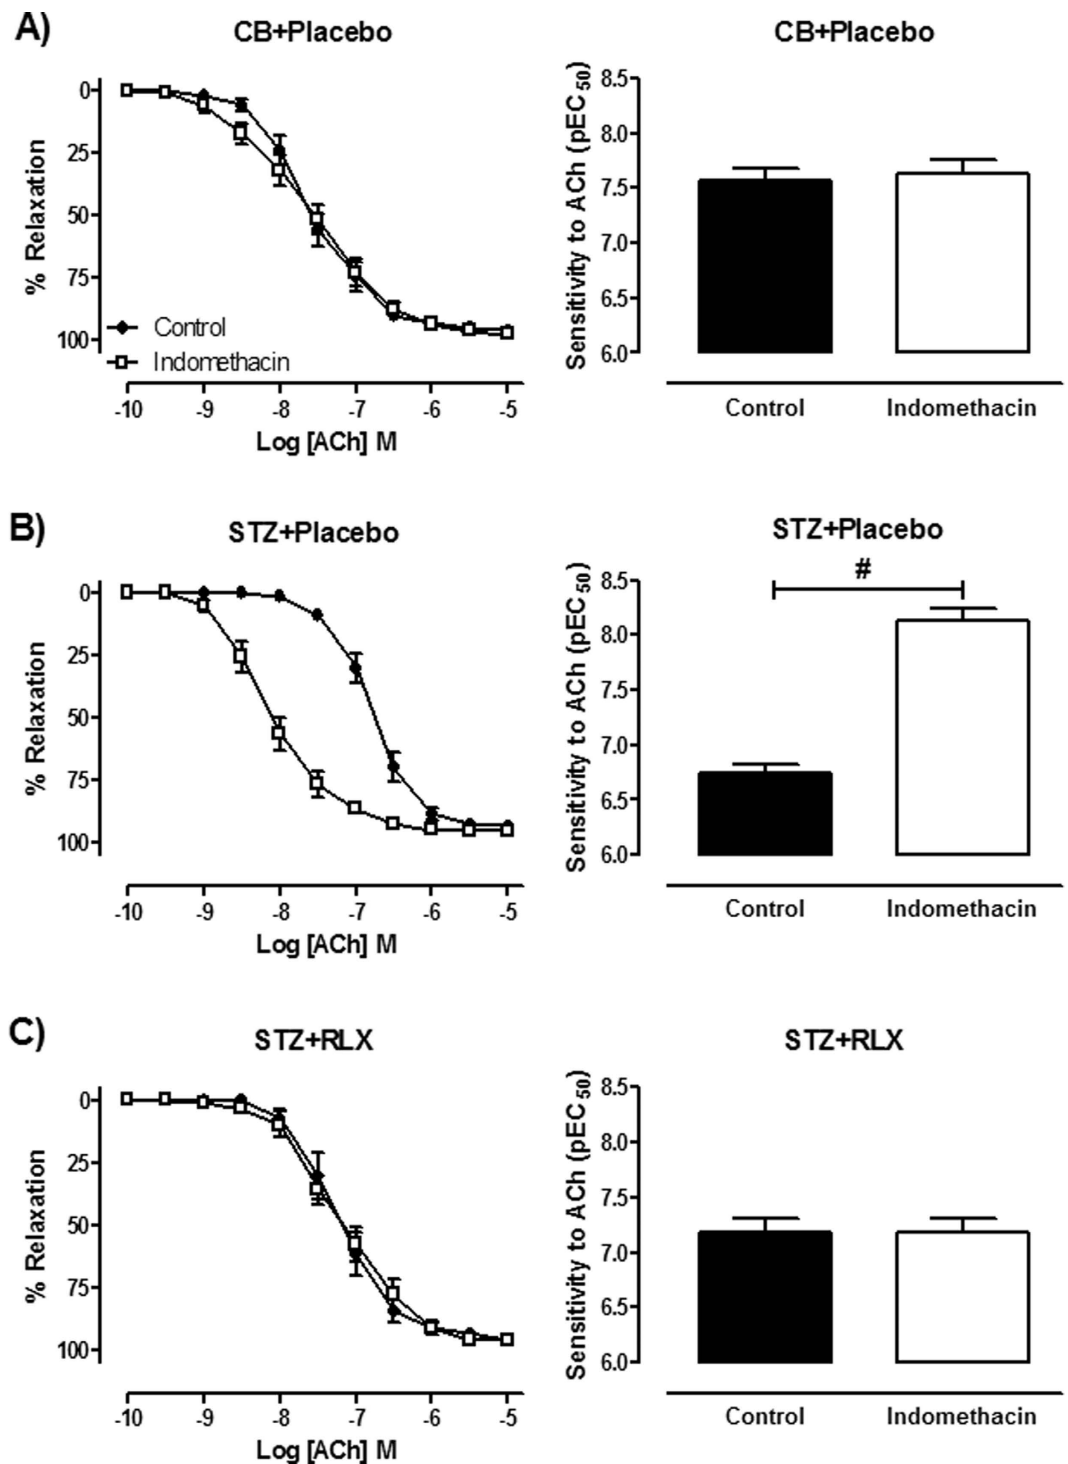 A)
CB+Placebo
CB+Placebo
% Relaxation
0
25
50
75
100
Control
Indomethacin
-10 -9 -8 -7 -6 -5
Log [ACh] M
Sensitivity to ACh (pEC50)
8.5
8.0
7.5
7.0
6.5
6.0
Control Indomethacin
B)
STZ+Placebo
STZ+Placebo
% Relaxation
0
25
50
75
100
-10 -9 -8 -7 -6 -5
Log [ACh] M
#
Sensitivity to ACh (pEC50)
8.5
8.0
7.5
7.0
6.5
6.0
Control Indomethacin
C)
STZ+RLX
STZ+RLX
% Relaxation
0
25
50
75
100
-10 -9 -8 -7 -6 -5
Log [ACh] M
Sensitivity to ACh (pEC50)
8.5
8.0
7.5
7.0
6.5
6.0
Control Indomethacin